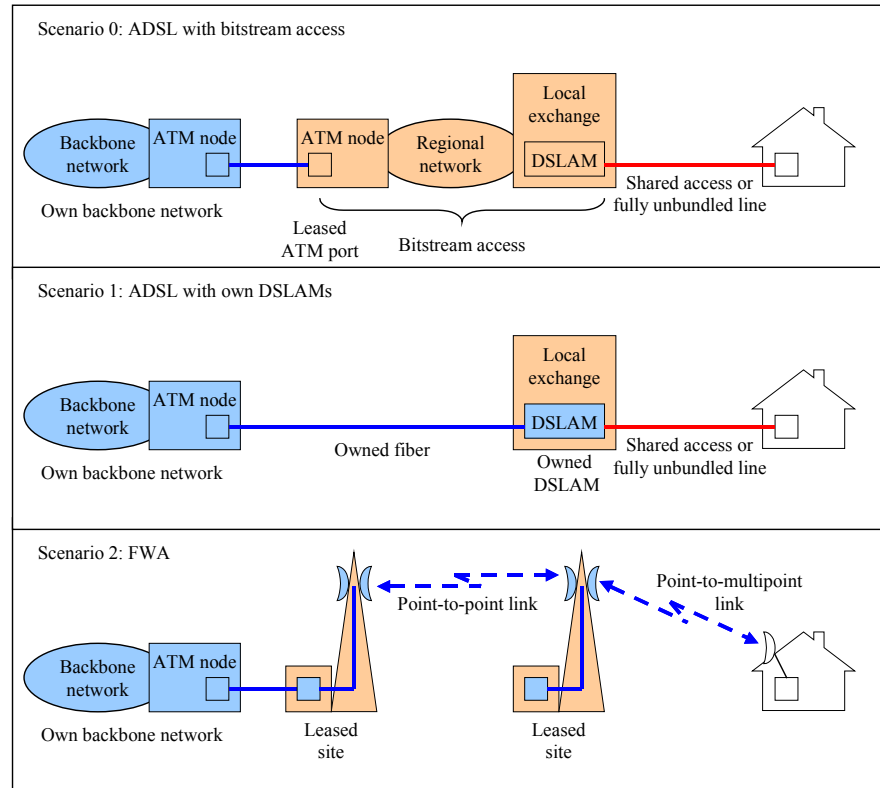 Scenario 0: ADSL with bitstream access
Backbone
network
ATM node
Own backbone network
ATM node
Leased
ATM port
Regional
network
Local
exchange
DSLAM
Bitstream access
Shared access or
fully unbundled line
Scenario 1: ADSL with own DSLAMs
Backbone
network
ATM node
Own backbone network
Owned fiber
Local
exchange
DSLAM
Owned
DSLAM
Shared access or
fully unbundled line
Scenario 2: FWA
Backbone
network
ATM node
Own backbone network
Leased
site
Point-to-point link
Leased
site
Point-to-multipoint
link